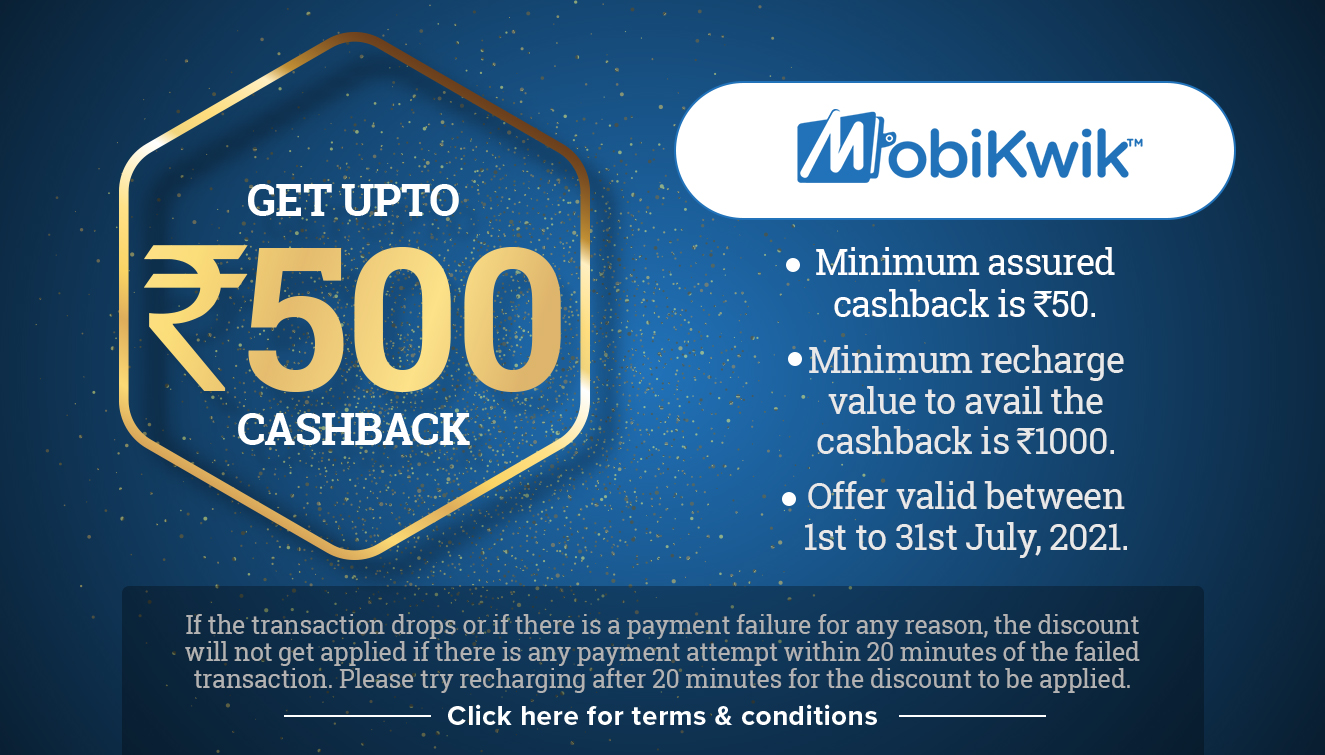 GET UPTO
₹500
CASHBACK
MobiKwik™
• Minimum assured
cashback is ₹50.
• Minimum recharge
value to avail the
cashback is ₹1000.
• Offer valid between
1st to 31st July, 2021.
If the transaction drops or if there is a payment failure for any reason, the discount
will not get applied if there is any payment attempt within 20 minutes of the failed
transaction. Please try recharging after 20 minutes for the discount to be applied.
Click here for terms & conditions